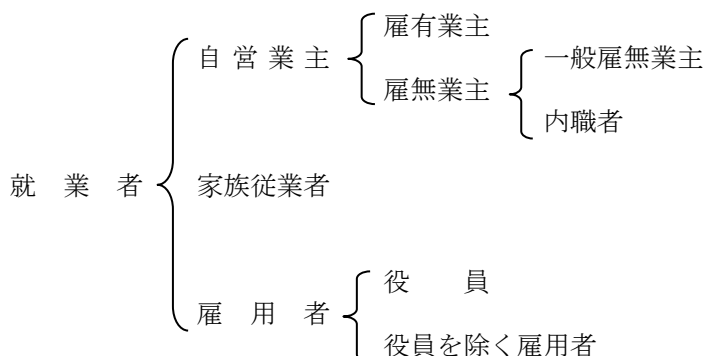 雇有業主
自営業主
一般雇無業主
雇無業主
内職者
就業者
家族従業者
役員
雇用者
役員を除く雇用者